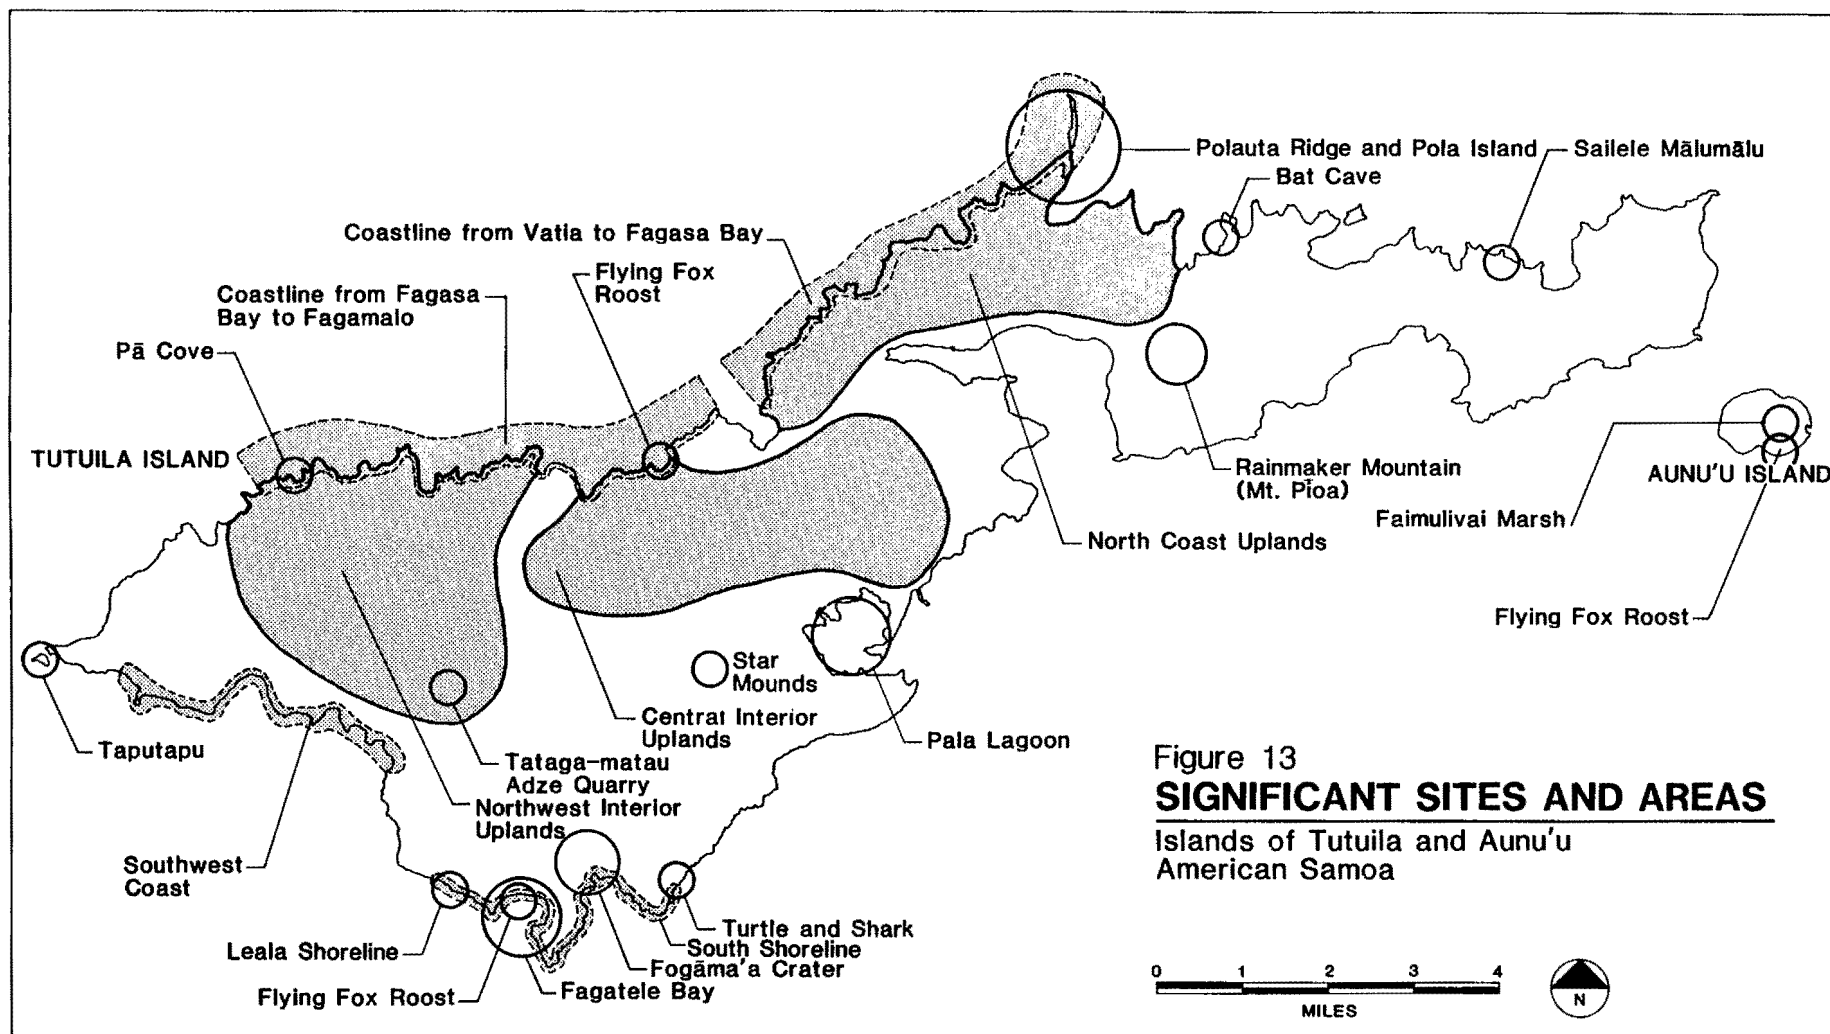 Polauta Ridge and Pola Island
Sailele Mālumālu
Bat Cave
Coastline from Vatia to Fagasa Bay
Flying Fox
Roost
Coastline from Fagasa
Bay to Fagamalo
Pā Cove
TUTUILA ISLAND
Rainmaker Mountain
(Mt. Pīoa)
AUNU'U ISLAND
Faimulivai Marsh
North Coast Uplands
Flying Fox Roost
Star
Mounds
Central Interior
Uplands
Pala Lagoon
Taputapu
Tataga-matau
Adze Quarry
Northwest Interior
Uplands
Southwest
Coast
Turtle and Shark
South Shoreline
Leala Shoreline
Fogāma'a Crater
Flying Fox Roost
Fagatele Bay
Figure 13
SIGNIFICANT SITES AND AREAS
Islands of Tutuila and Aunu'u
American Samoa
0 1 2 3 4
MILES
N